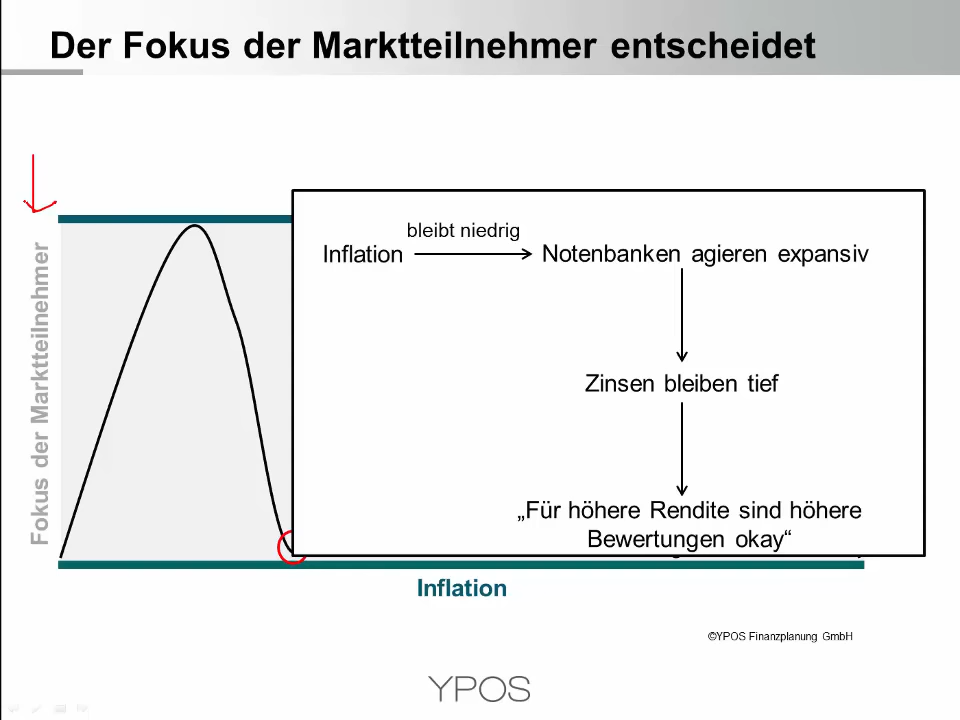 Der Fokus der Marktteilnehmer entscheidet
Fokus der Marktteilnehmer
bleibt niedrig
Inflation
Notenbanken agieren expansiv
Zinsen bleiben tief
„Für höhere Rendite sind höhere
Bewertungen okay“
Inflation
©YPOS Finanzplanung GmbH
YPOS